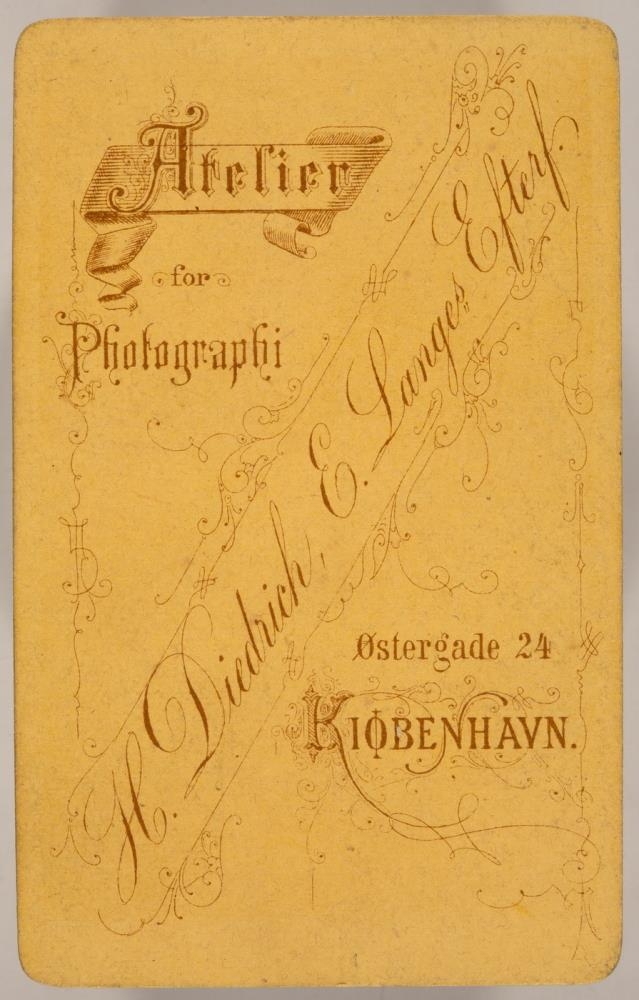 Atelier
for
Photographi
H. Diedrich, E. Langes Efterf.
Østergade 24
KIØBENHAVN.